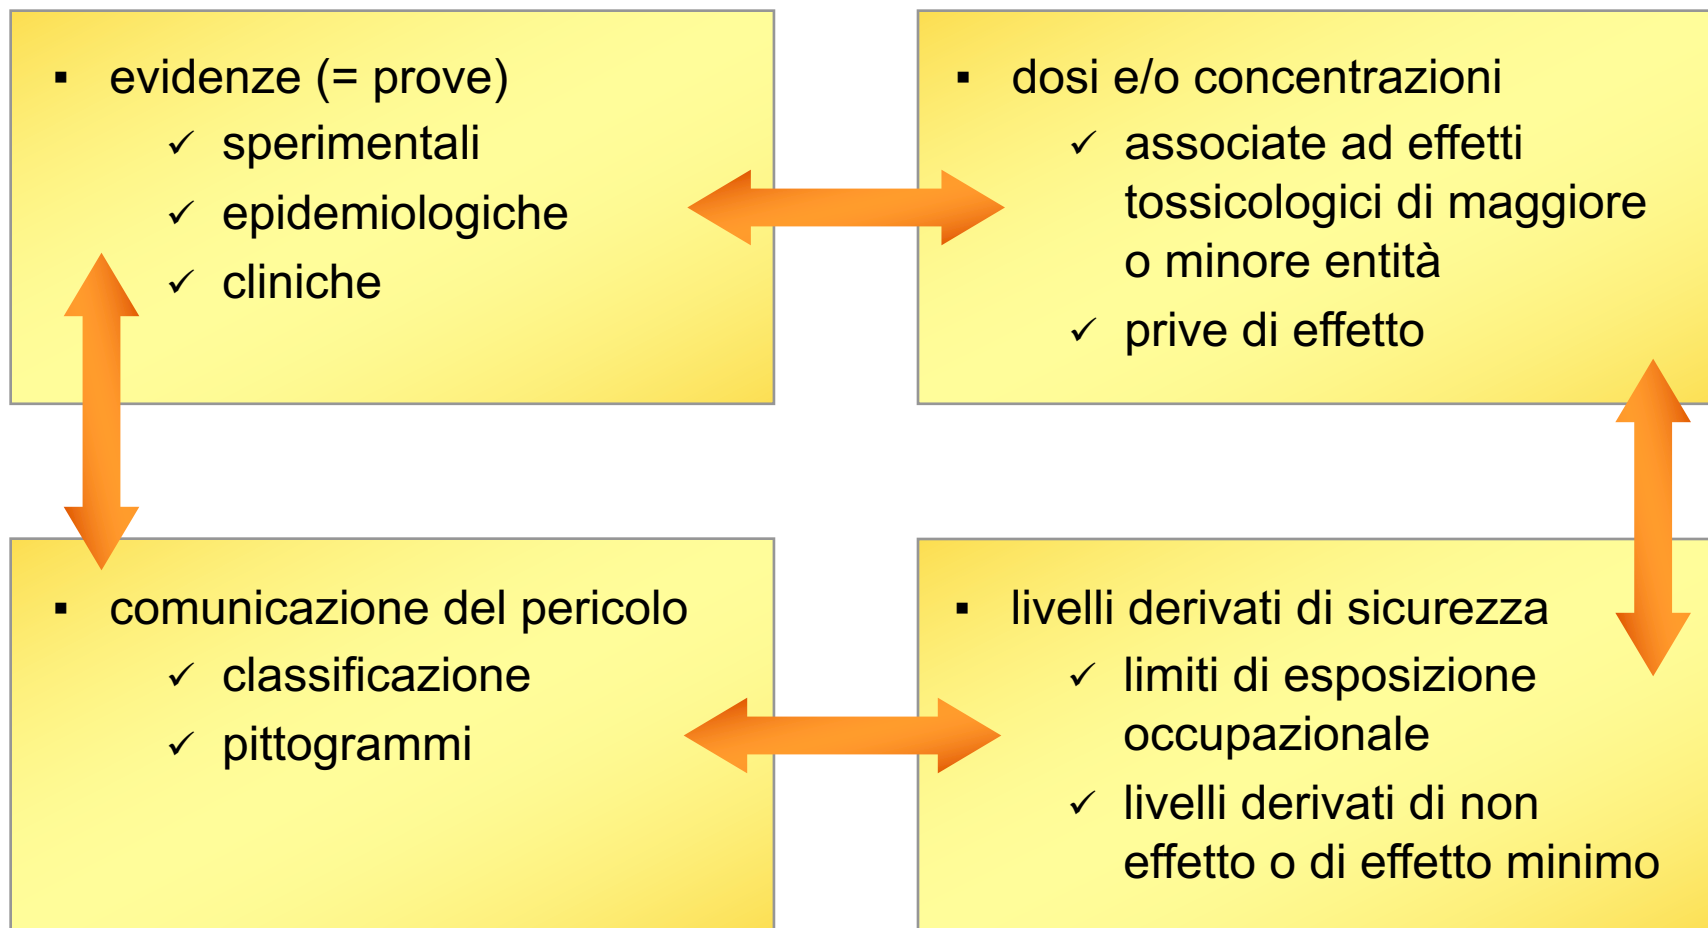 ▪ evidenze (= prove)
✓ sperimentali
✓ epidemiologiche
✓ cliniche
▪ dosi e/o concentrazioni
✓ associate ad effetti
tossicologici di maggiore
o minore entità
✓ prive di effetto
▪ comunicazione del pericolo
✓ classificazione
✓ pittogrammi
▪ livelli derivati di sicurezza
✓ limiti di esposizione
occupazionale
✓ livelli derivati di non
effetto o di effetto minimo